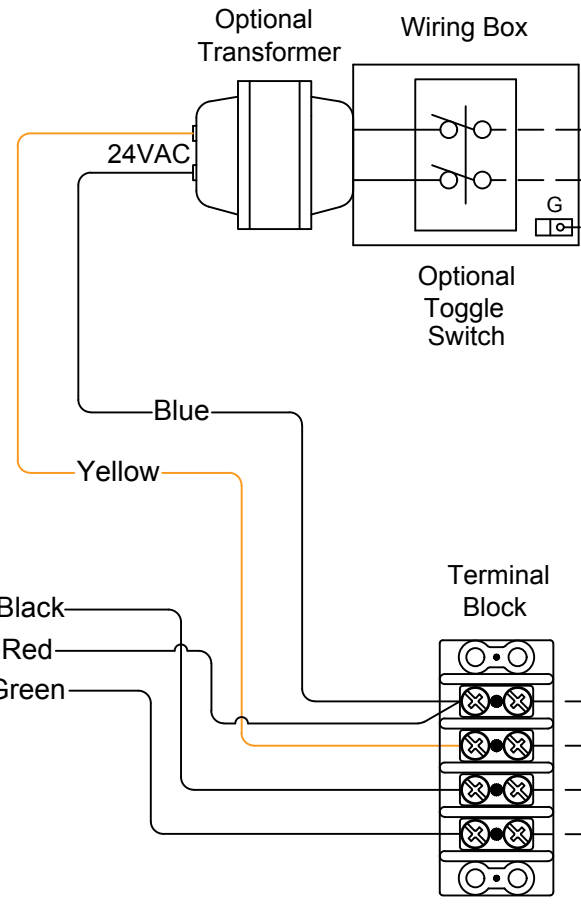 Optional
Transformer
Wiring Box
24VAC
G
Optional
Toggle
Switch
Blue
Yellow
Terminal
Block
Black
Red
Green